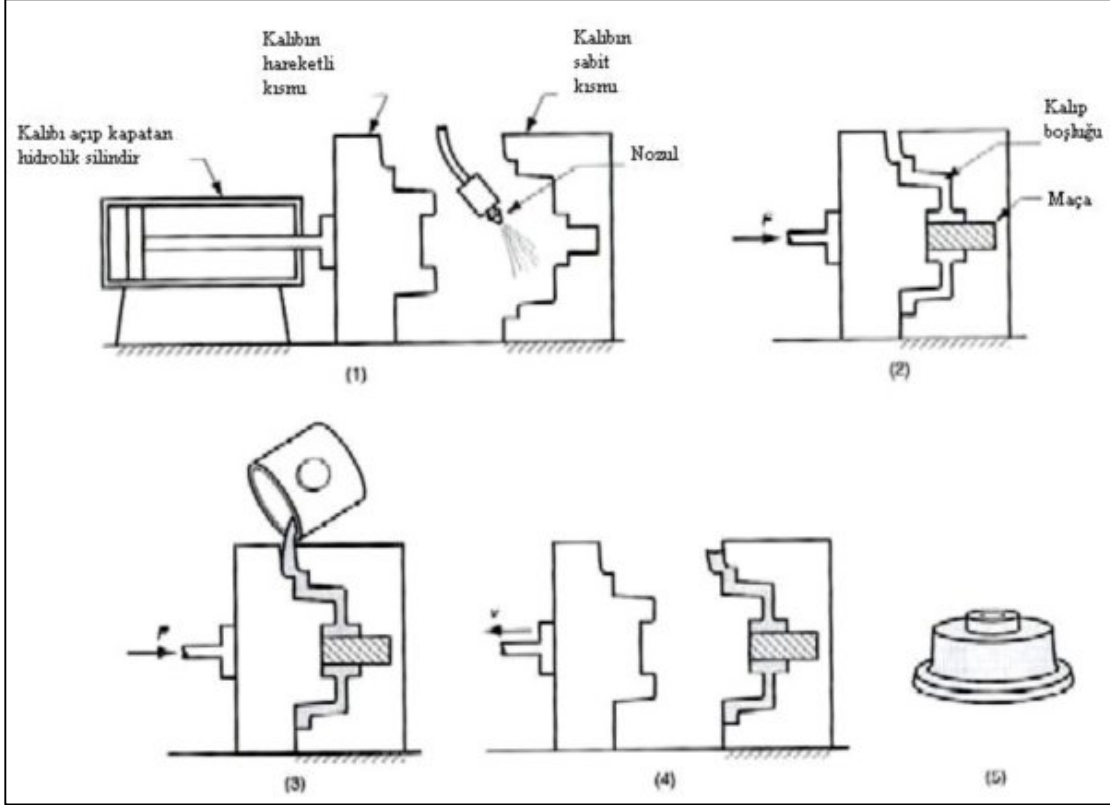 Kalıbın
hareketli
kısmı
Kalıbın
sabit
kısmı
Kalıbı açıp kapatan
hidrolik silindir
Nozul
Kalıp
boşluğu
Maça
F
(1)
(2)
F
v
(3)
(4)
(5)